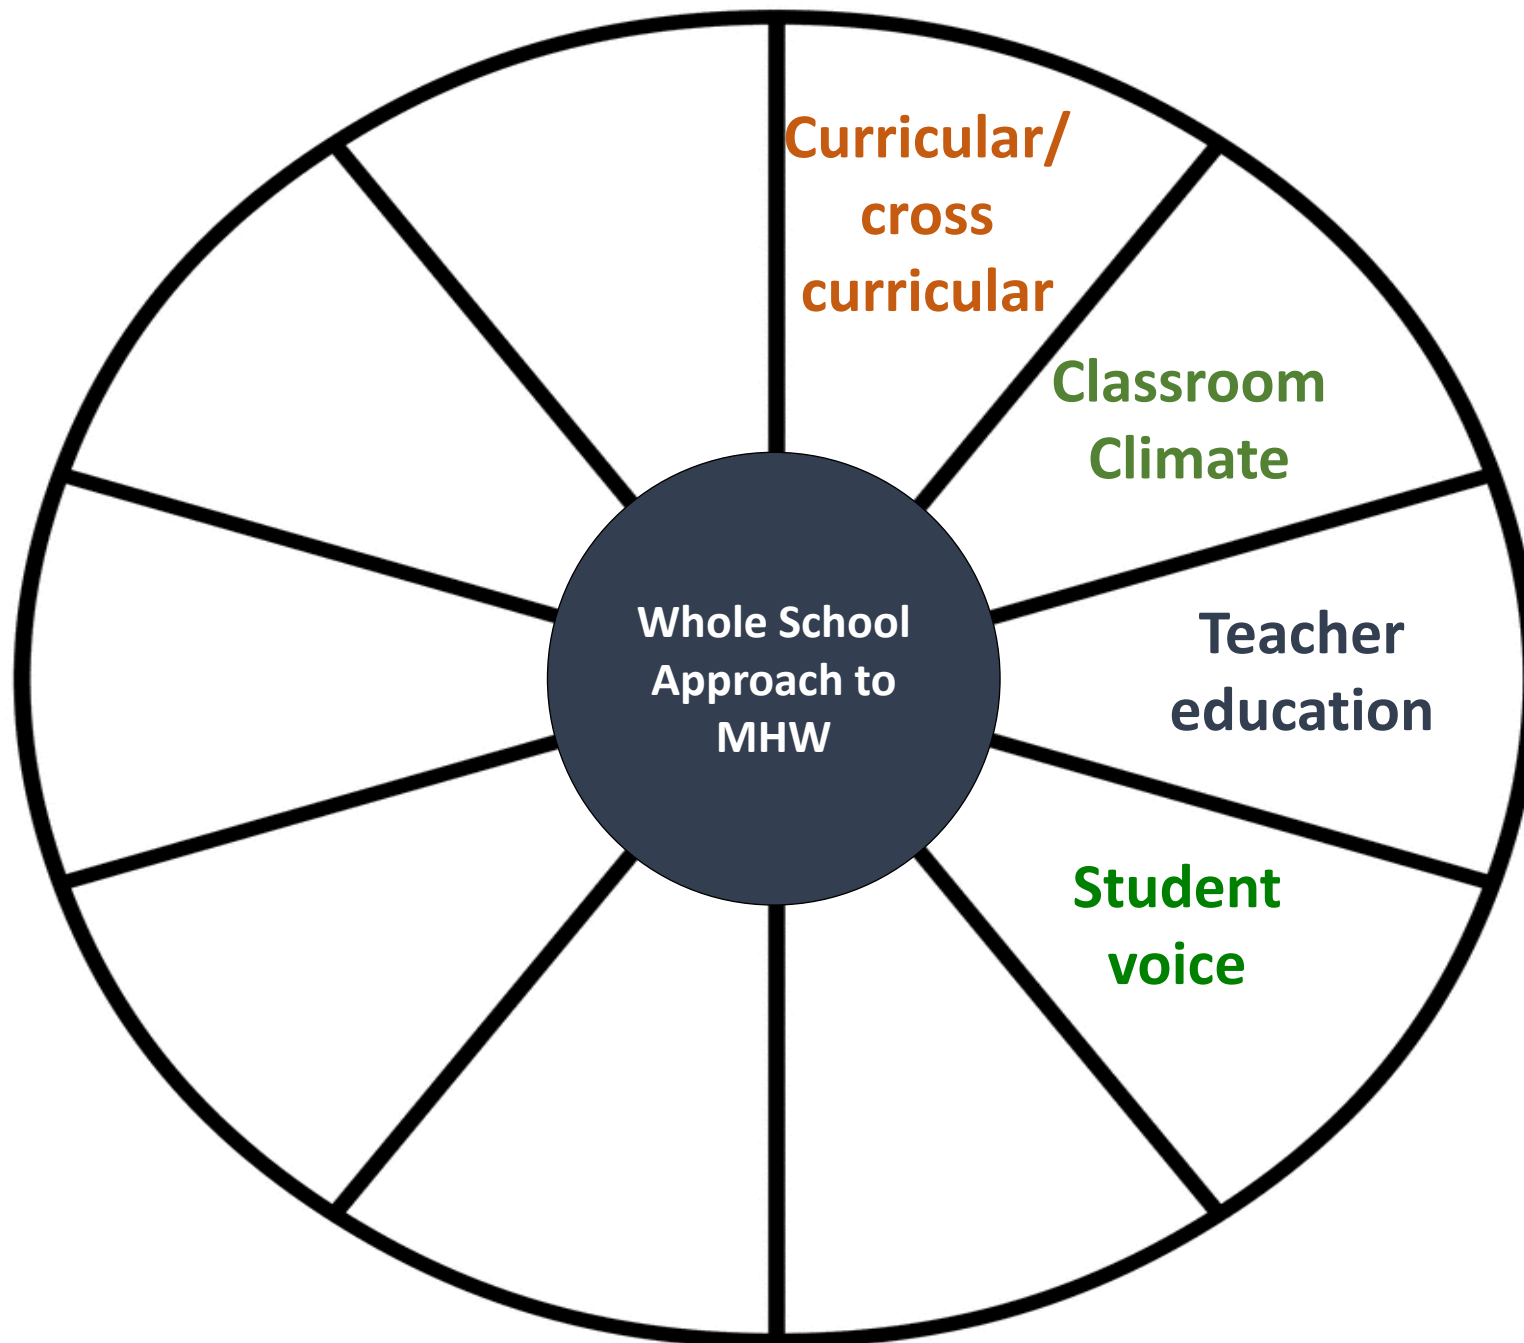 Curricular/
cross
curricular
Classroom
Climate
Teacher
education
Student
voice
Whole School
Approach to
MHW